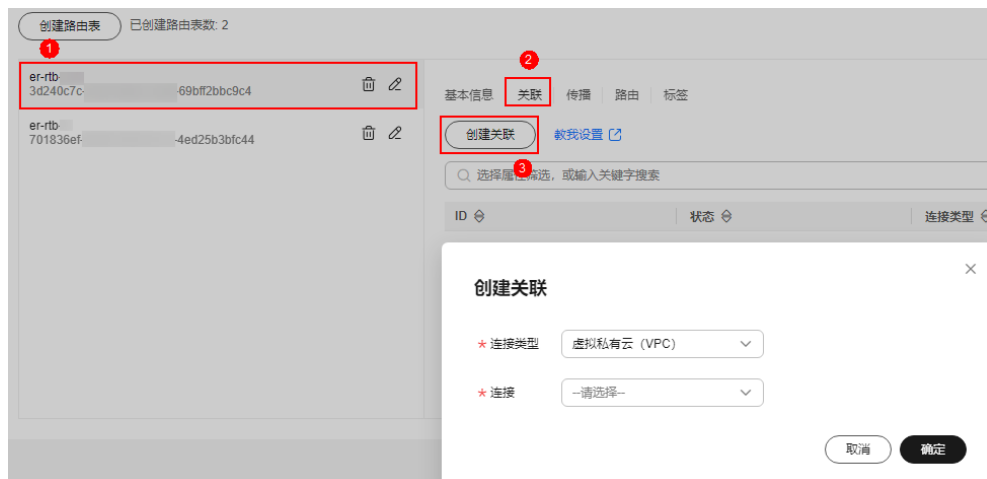 创建路由表 已创建路由表数: 2
1
er-rtb-
3d240c7c- -69bff2bbc9c4
er-rtb-
701836ef- -4ed25b3bfc44
2
基本信息 关联 传播 路由 标签
创建关联 教我设置
3
选择属性筛选，或输入关键字搜索
ID 状态 连接类型
创建关联
* 连接类型 虚拟私有云（VPC）
* 连接 --请选择--
取消 确定